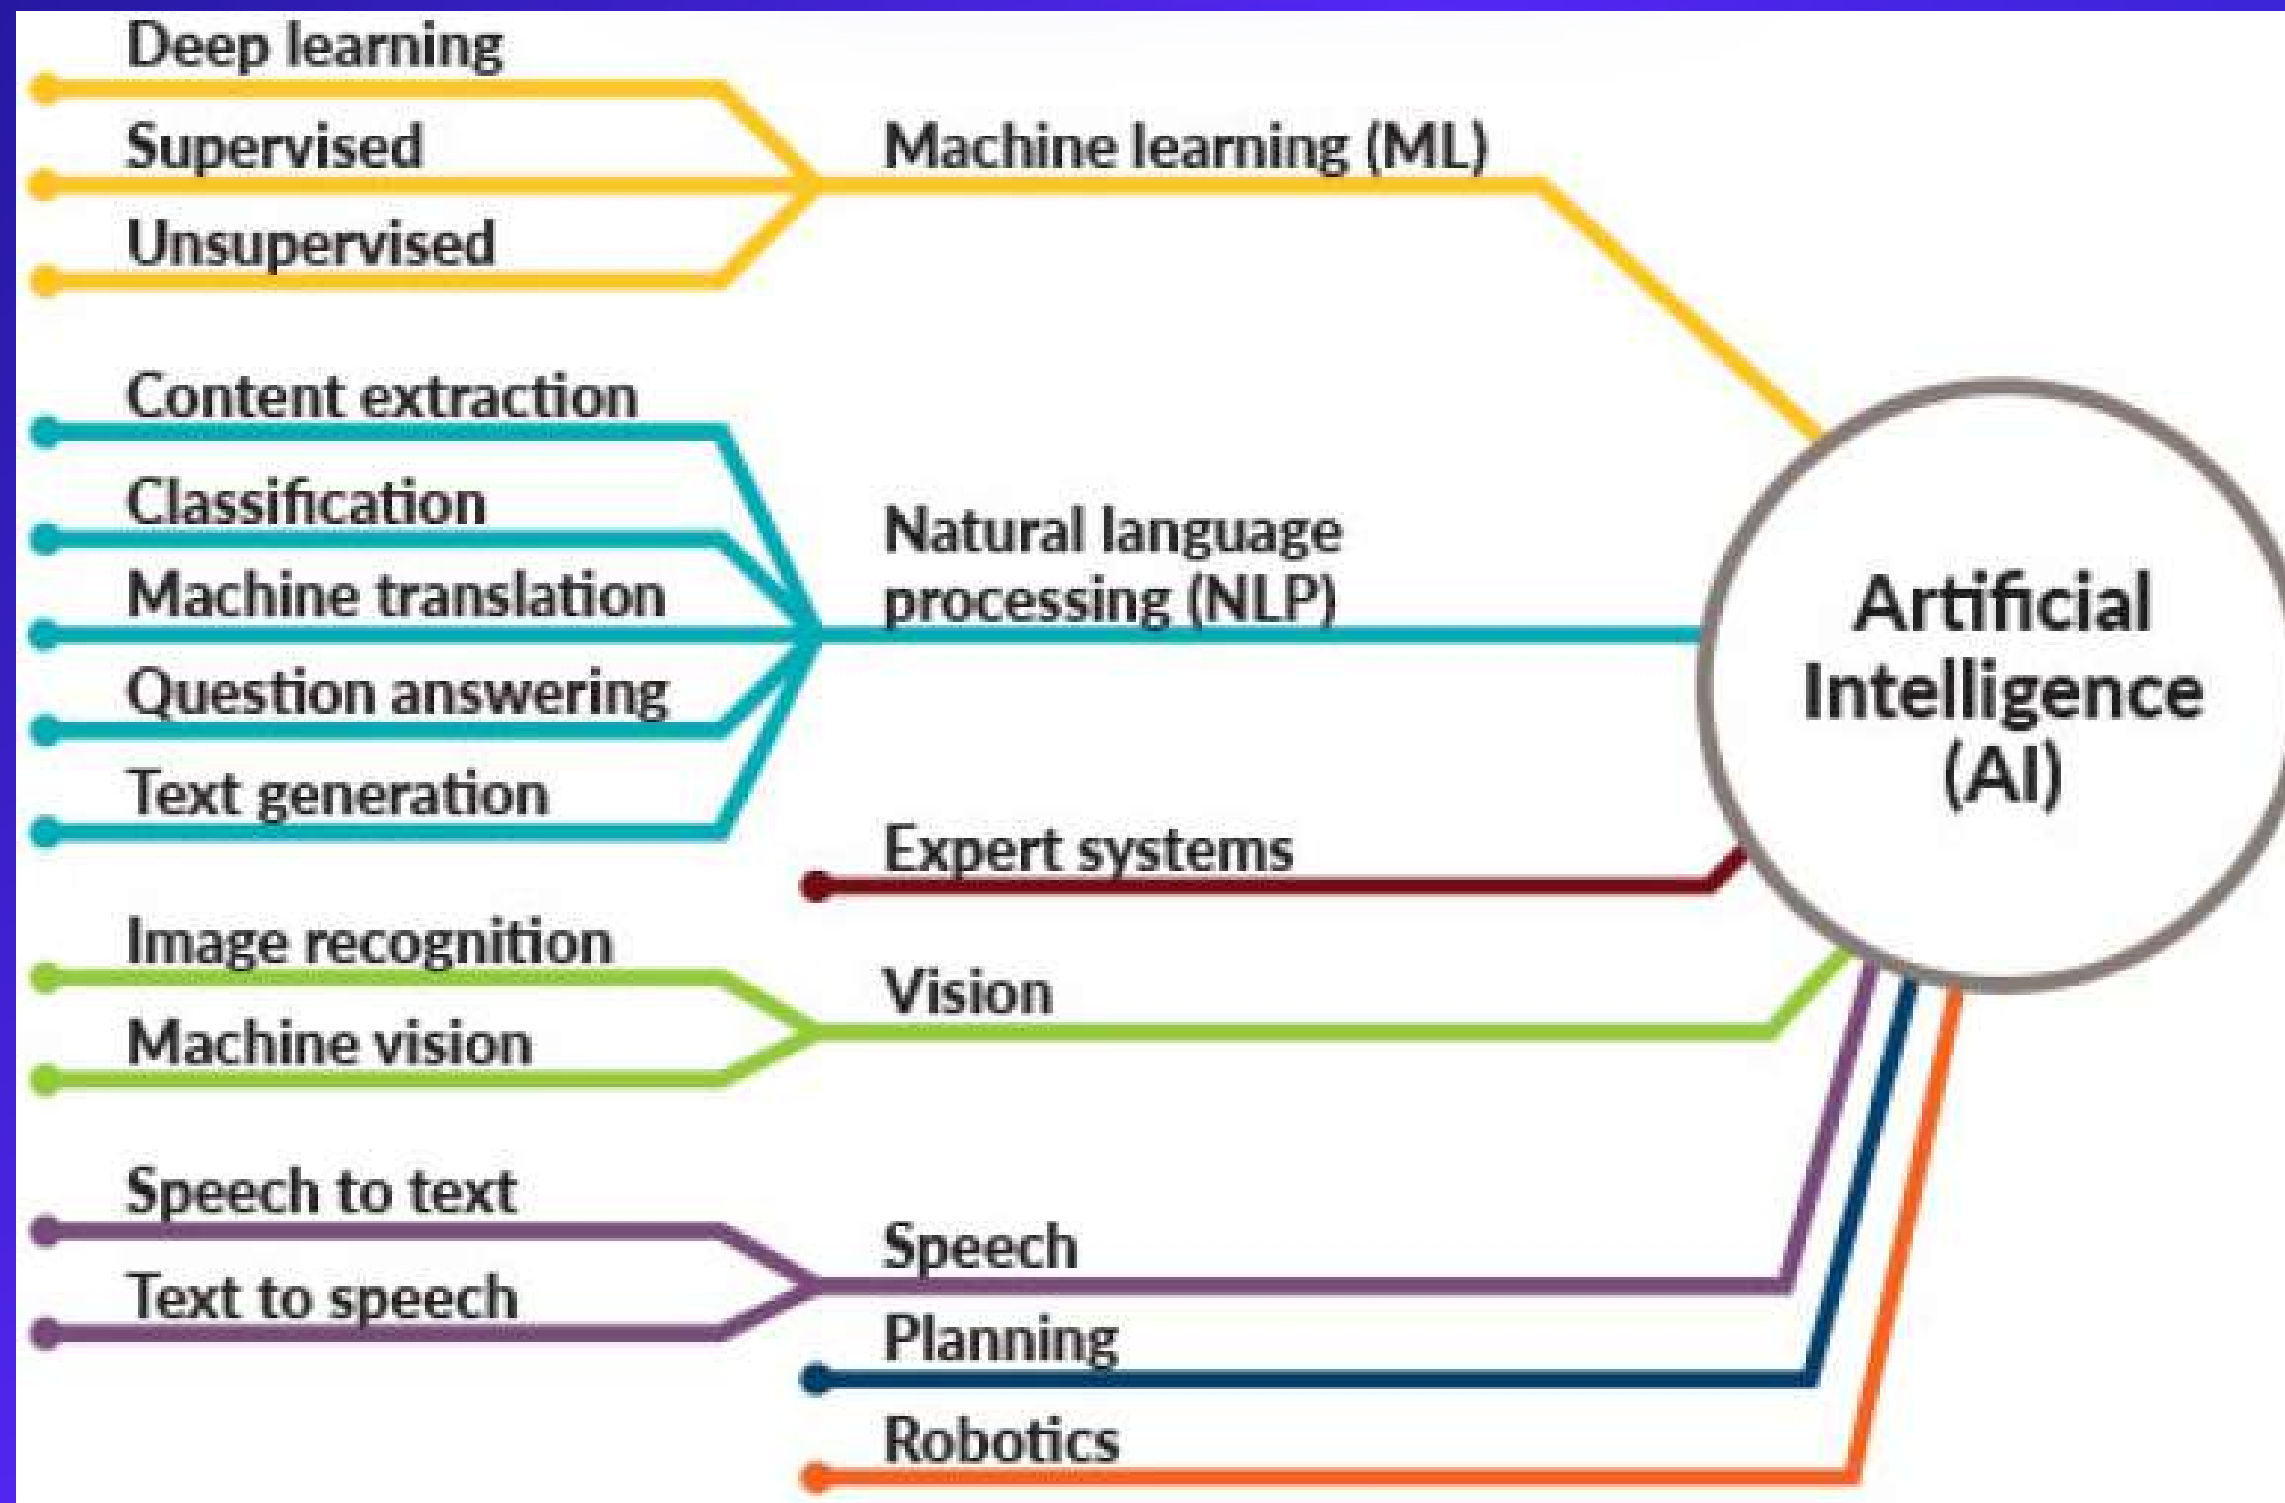 Deep learning
Supervised
Unsupervised
Machine learning (ML)
Content extraction
Classification
Machine translation
Question answering
Text generation
Natural language
processing (NLP)
Expert systems
Image recognition
Machine vision
Vision
Speech to text
Text to speech
Speech
Planning
Robotics
Artificial
Intelligence
(AI)